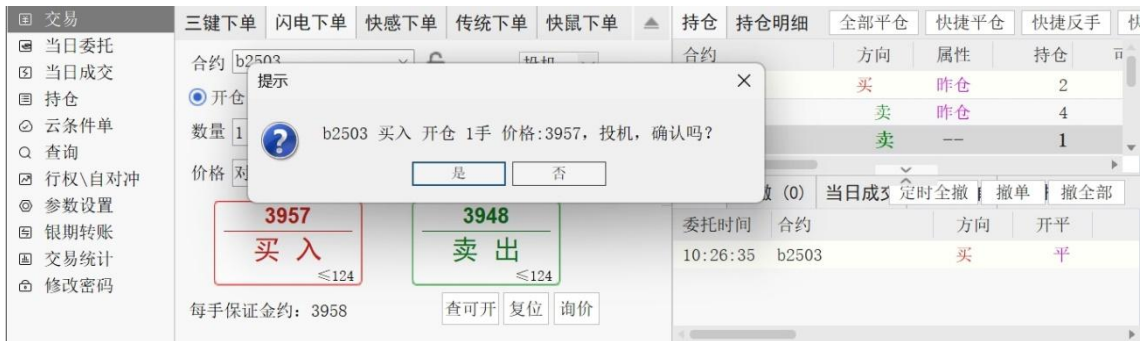 交易
当日委托
当日成交
持仓
云条件单
查询
行权\自对冲
参数设置
银期转账
交易统计
修改密码
三键下单 闪电下单 快感下单 传统下单 快鼠下单
合约 b2503 投机
开仓
数量 1
价格 对
提示
b2503 买入 开仓 1手 价格:3957，投机，确认吗?
是 否
3957 3948
买 入 卖 出
≤124 ≤124
每手保证金约: 3958 查可开 复位 询价
持仓 持仓明细 全部平仓 快捷平仓 快捷反手
合约 方向 属性 持仓
买 昨仓 2
卖 昨仓 4
卖 -- 1
(0) 当日成交 定时全撤 撤单 撤全部
委托时间 合约 方向 开平
10:26:35 b2503 买 平